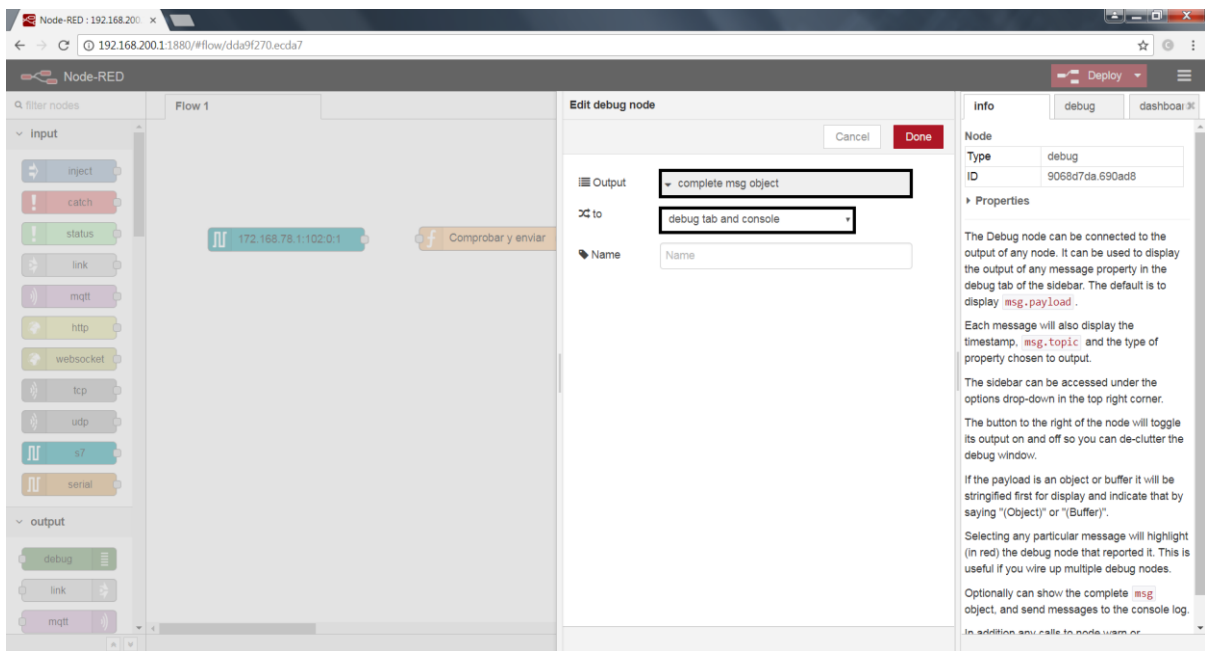 Node-RED : 192.168.200.
192.168.200.1:1880/#flow/dda9f270.ecda7
Node-RED
Deploy
filter nodes
input
inject
catch
status
link
mqtt
http
websocket
tcp
udp
s7
serial
output
debug
link
mqtt
Flow 1
172.168.78.1:102:0:1
Comprobar y enviar
Edit debug node
Cancel
Done
Output
complete msg object
to
debug tab and console
Name
Name
info
debug
dashboar
Node
Type debug
ID 9068d7da.690ad8
Properties
The Debug node can be connected to the
output of any node. It can be used to display
the output of any message property in the
debug tab of the sidebar. The default is to
display msg.payload .
Each message will also display the
timestamp, msg.topic and the type of
property chosen to output.
The sidebar can be accessed under the
options drop-down in the top right corner.
The button to the right of the node will toggle
its output on and off so you can de-clutter the
debug window.
If the payload is an object or buffer it will be
stringified first for display and indicate that by
saying "(Object)" or "(Buffer)".
Selecting any particular message will highlight
(in red) the debug node that reported it. This is
useful if you wire up multiple debug nodes.
Optionally can show the complete msg
object, and send messages to the console log.
In addition any calls to node warn or